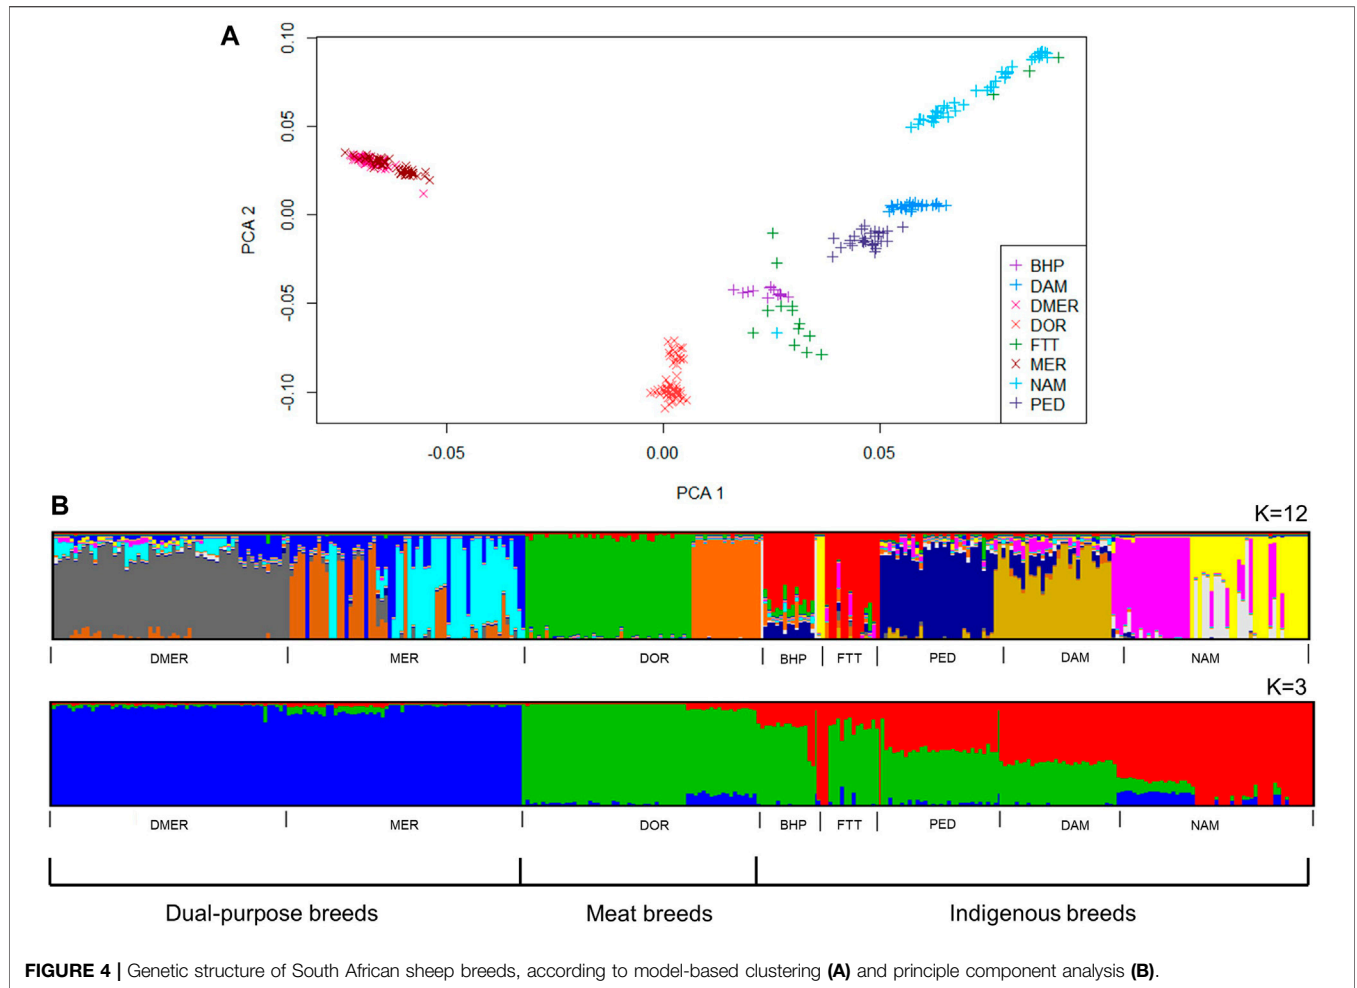 A
0.10
0.05
0.00
-0.05
-0.10
PCA 2
-0.05
0.00
0.05
PCA 1
BHP
DAM
DMER
DOR
FTT
MER
NAM
PED
B
K=12
DMER
MER
DOR
BHP
FTT
PED
DAM
NAM
K=3
DMER
MER
DOR
BHP
FTT
PED
DAM
NAM
Dual-purpose breeds
Meat breeds
Indigenous breeds
FIGURE 4 | Genetic structure of South African sheep breeds, according to model-based clustering (A) and principle component analysis (B).